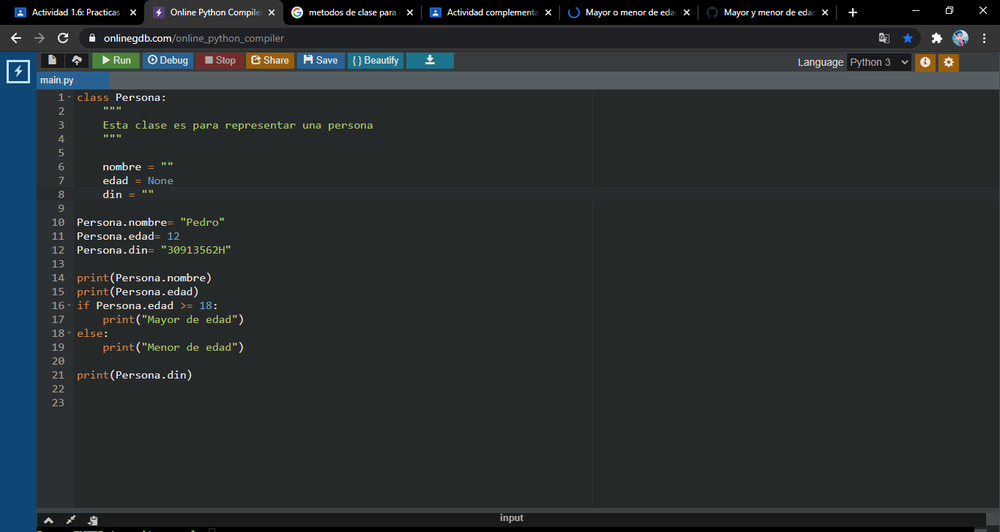 Actividad 1.6: Practicas
Online Python Compile
metodos de clase para
Actividad complementa
Mayor o menor de eda
Mayor y menor de eda
onlinegdb.com/online_python_compiler
Run Debug Stop Share Save { } Beautify
Language Python 3
main.py
1 class Persona:
2 """
3 Esta clase es para representar una persona
4 """
5
6 nombre = ""
7 edad = None
8 din = ""
9
10 Persona.nombre= "Pedro"
11 Persona.edad= 12
12 Persona.din= "30913562H"
13
14 print(Persona.nombre)
15 print(Persona.edad)
16 if Persona.edad >= 18:
17 print("Mayor de edad")
18 else:
19 print("Menor de edad")
20
21 print(Persona.din)
22
23
input